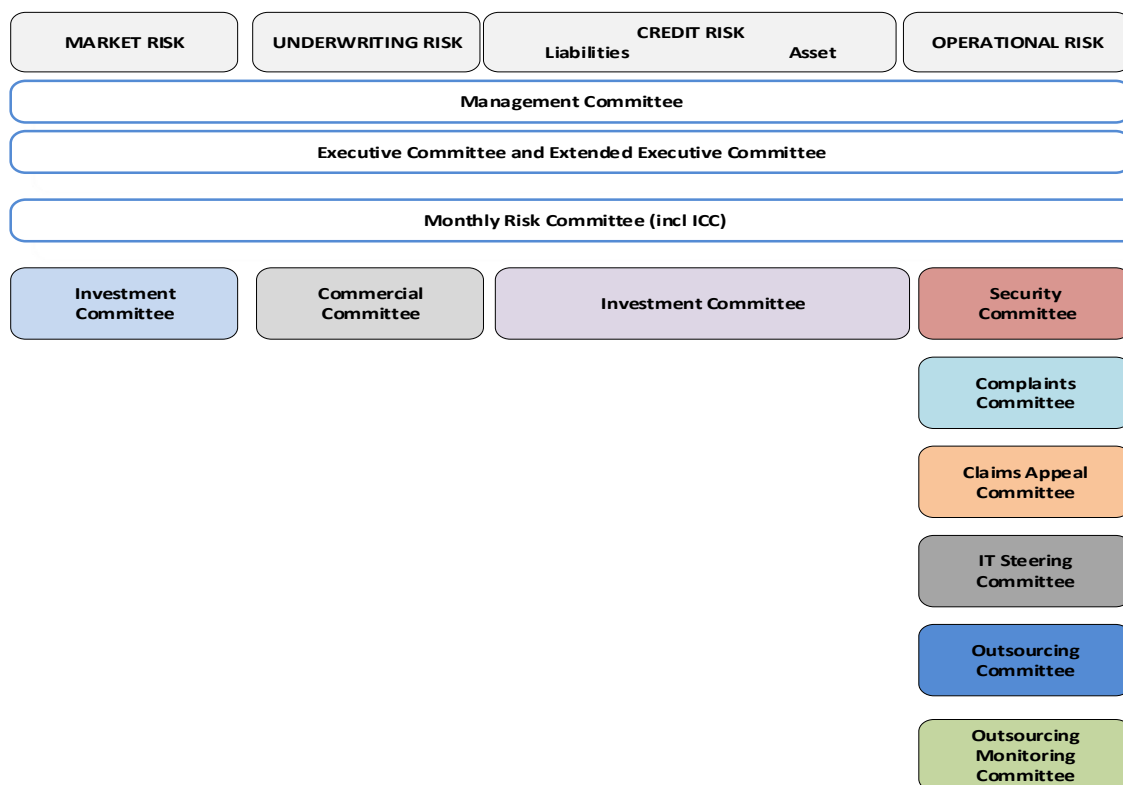 MARKET RISK
UNDERWRITING RISK
CREDIT RISK
Liabilities Asset
OPERATIONAL RISK
Management Committee
Executive Committee and Extended Executive Committee
Monthly Risk Committee (incl ICC)
Investment
Committee
Commercial
Committee
Investment Committee
Security
Committee
Complaints
Committee
Claims Appeal
Committee
IT Steering
Committee
Outsourcing
Committee
Outsourcing
Monitoring
Committee